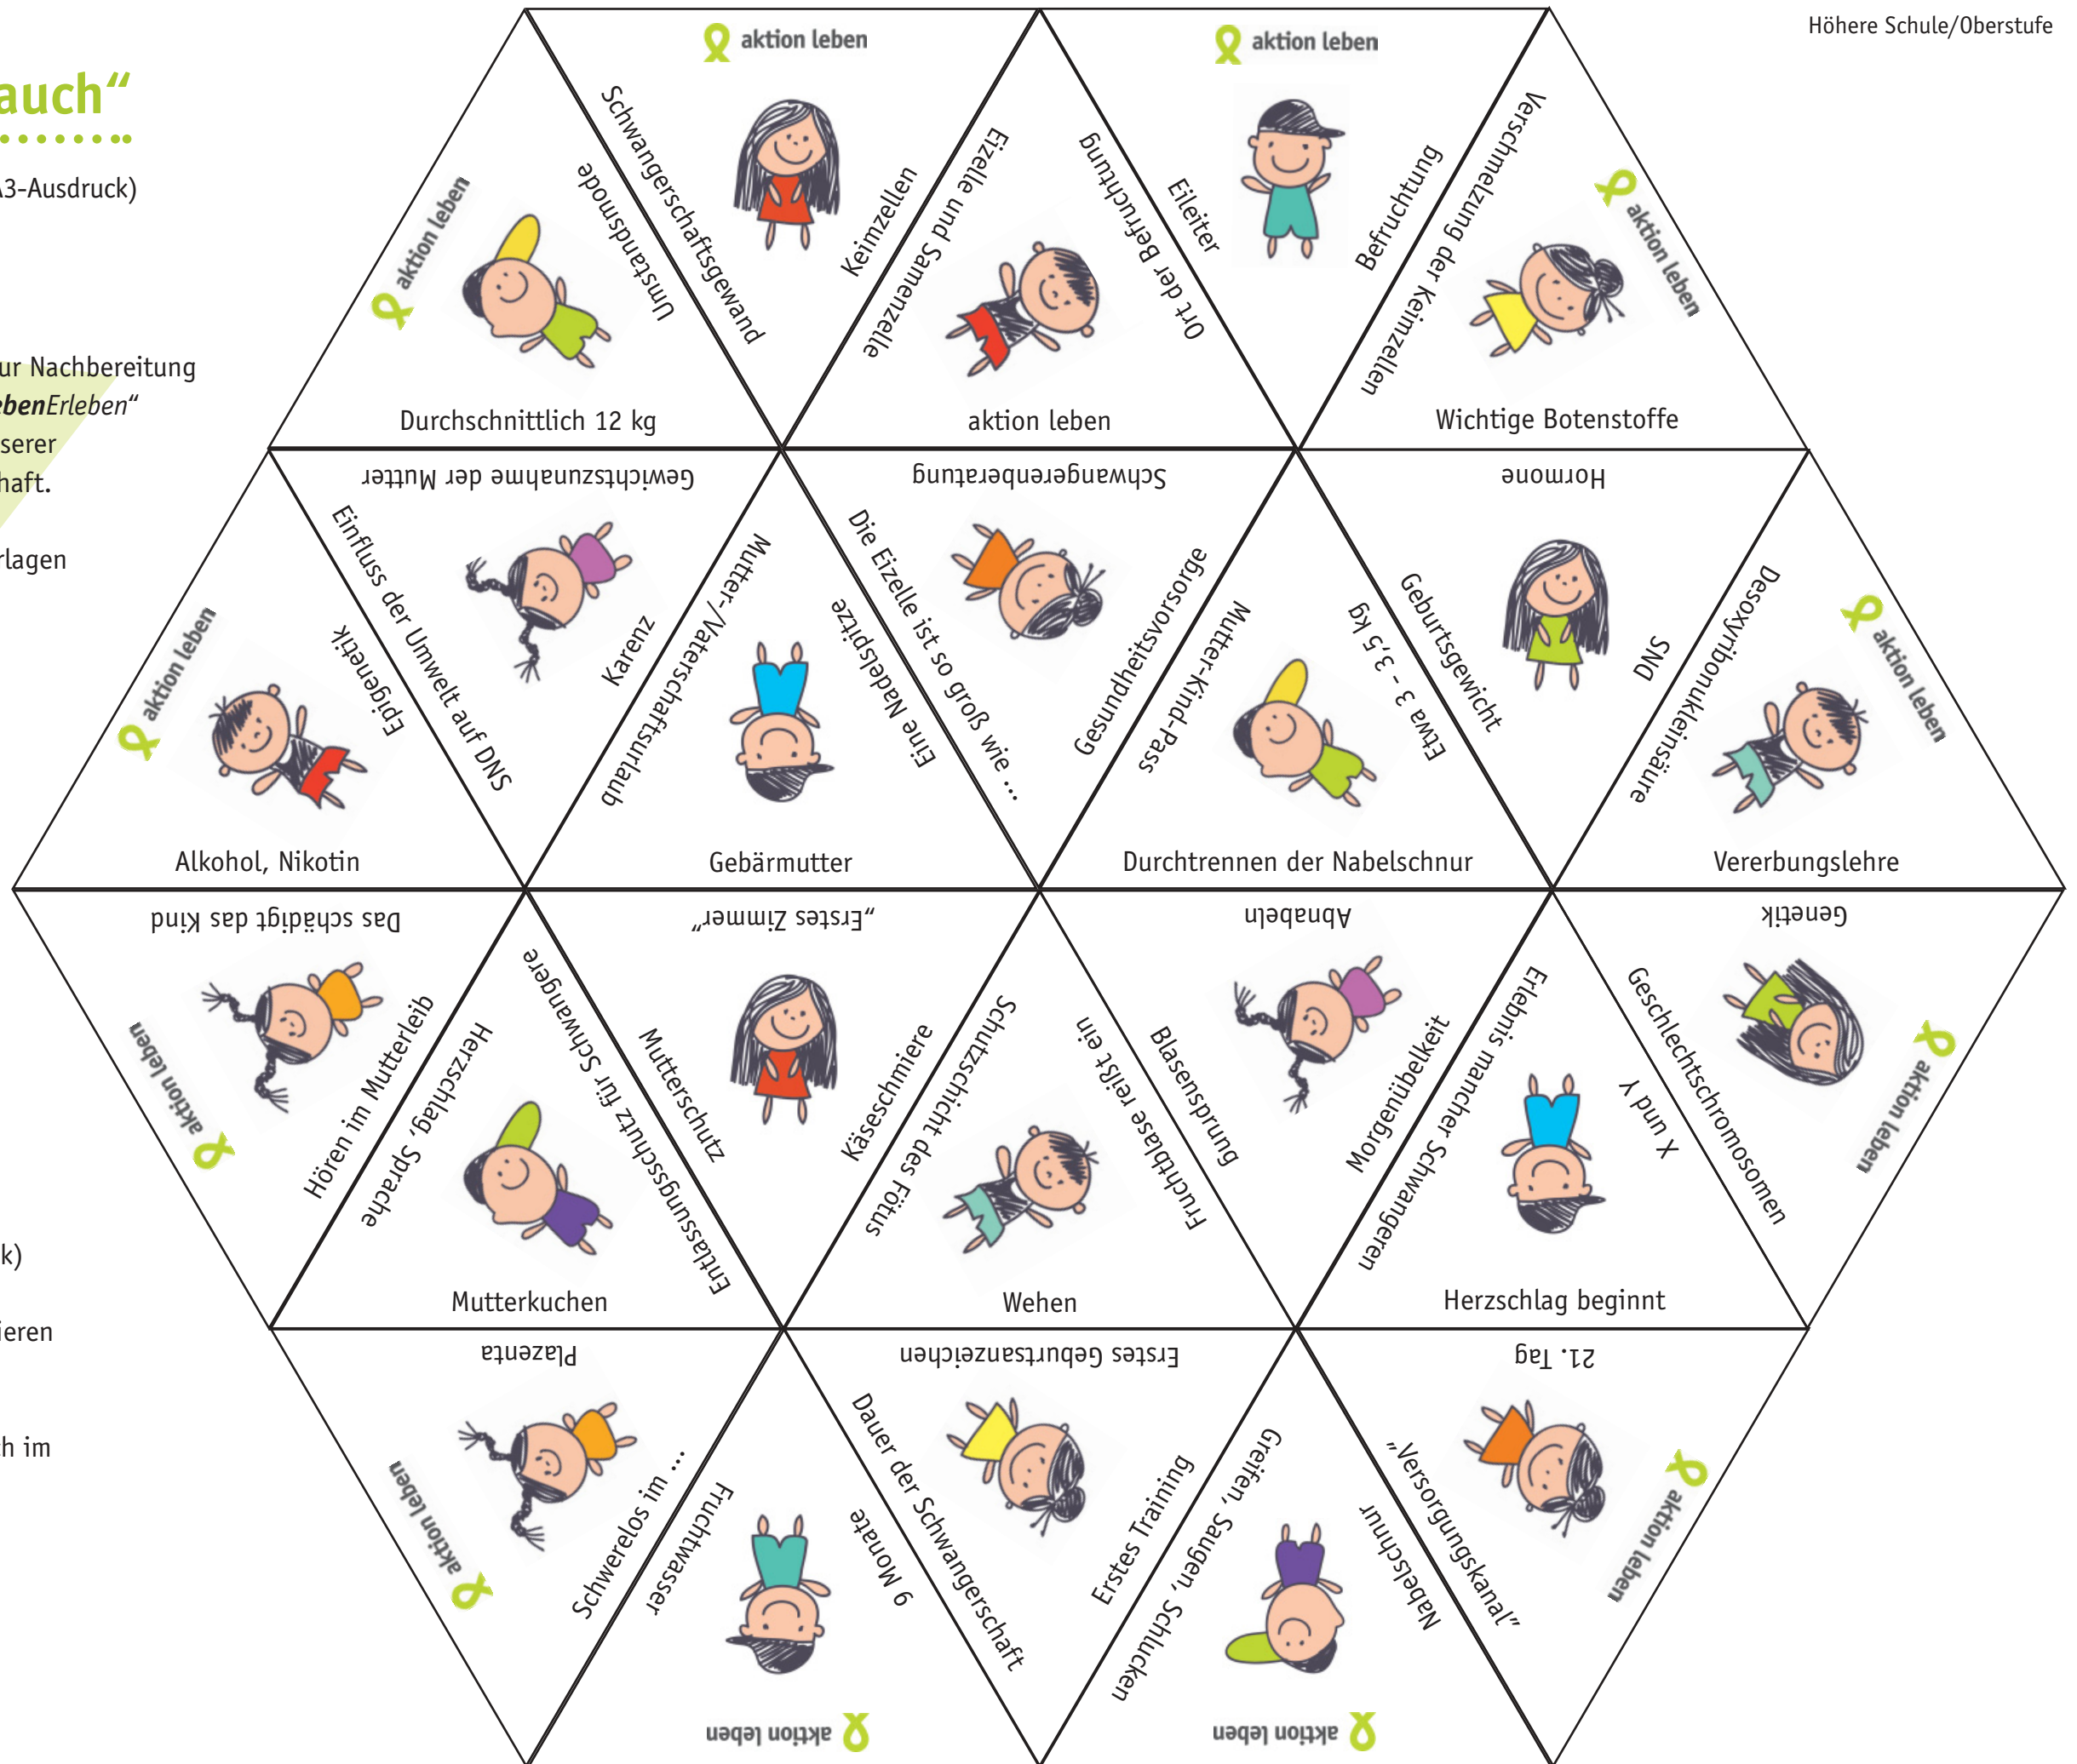 Höhere Schule/Oberstufe
auch“
A3-Ausdruck)
ur Nachbereitung
ebenErleben“
serer
haft.
rlagen
k)
ieren
ch im
aktion leben
Umstandsmode
Durchschnittlich 12 kg
aktion leben
Schwangerschaftsgewand
Keimzellen
Eizelle und Samenzelle
Ort der Befruchtung
aktion leben
aktion leben
Eileiter
Befruchtung
Verschmelzung der Keimzellen
aktion leben
Wichtige Botenstoffe
aktion leben
Epigenetik
Alkohol, Nikotin
Gewichtszunahme der Mutter
Einfluss der Umwelt auf DNS
Karenz
Mutter-/Vaterschaftsurlaub
Eine Nadelspitze
Gebärmutter
Schwangerenberatung
Die Eizelle ist so groß wie ...
Gesundheitsvorsorge
Mutter-Kind-Pass
Etwa 3 - 3,5 kg
Durchtrennen der Nabelschnur
Hormone
Geburtsgewicht
DNS
Desoxyribonukleinsäure
aktion leben
Vererbungslehre
Das schädigt das Kind
aktion leben
Hören im Mutterleib
Herzschlag, Sprache
Entlassungsschutz für Schwangere
Mutterkuchen
„Erstes Zimmer“
Mutterschutz
Käseschmiere
Schutzschicht des Fötus
Fruchtblase reißt ein
Wehen
Abnabeln
Blasensprung
Morgenübelkeit
Erlebnis mancher Schwangeren
X und Y
Herzschlag beginnt
Genetik
Geschlechtschromosomen
aktion leben
Plazenta
aktion leben
Schwerelos im ...
Fruchtwasser
9 Monate
aktion leben
Erstes Geburtsanzeichen
Dauer der Schwangerschaft
Erstes Training
Greifen, Saugen, Schlucken
Nabelschnur
aktion leben
21. Tag
„Versorgungskanal“
aktion leben